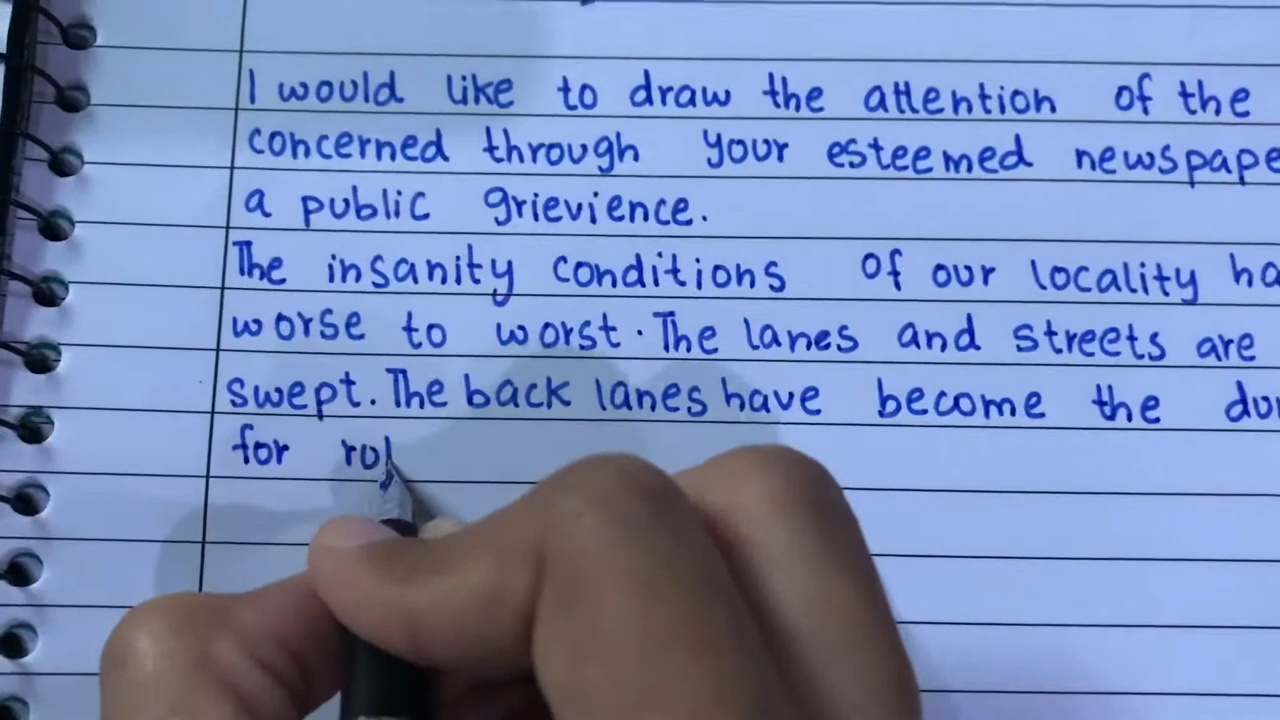 I would like to draw the attention of the
concerned through your esteemed newspape
a public grievience.
The insanity conditions of our locality ha
worse to worst. The lanes and streets are
swept. The back lanes have become the
for